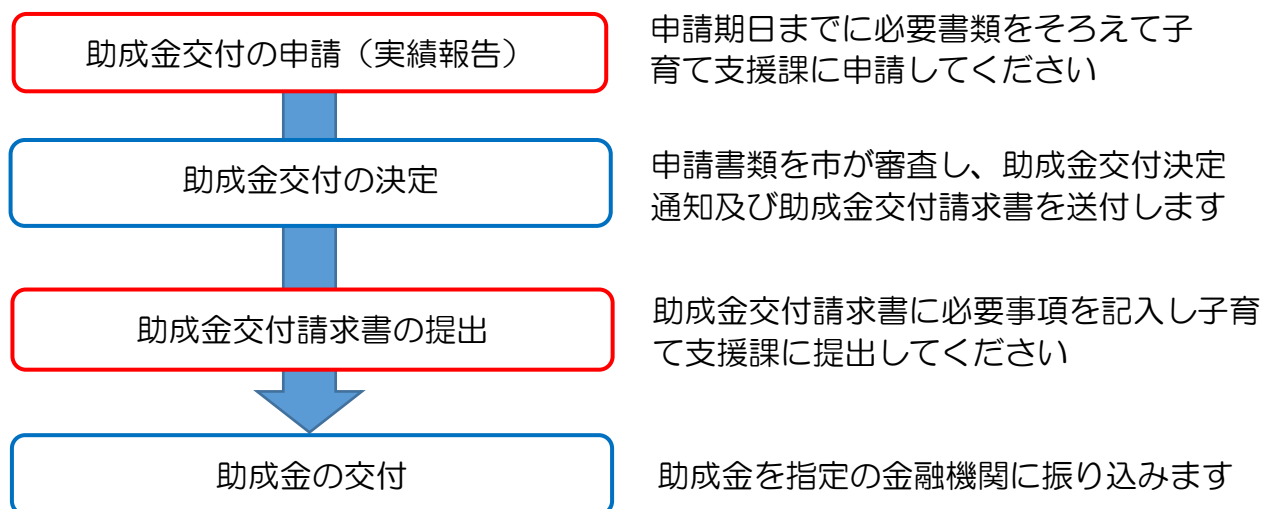 助成金交付の申請（実績報告）
申請期日までに必要書類をそろえて子
育て支援課に申請してください
助成金交付の決定
申請書類を市が審査し、助成金交付決定
通知及び助成金交付請求書を送付します
助成金交付請求書の提出
助成金交付請求書に必要事項を記入し子育
て支援課に提出してください
助成金の交付
助成金を指定の金融機関に振り込みます